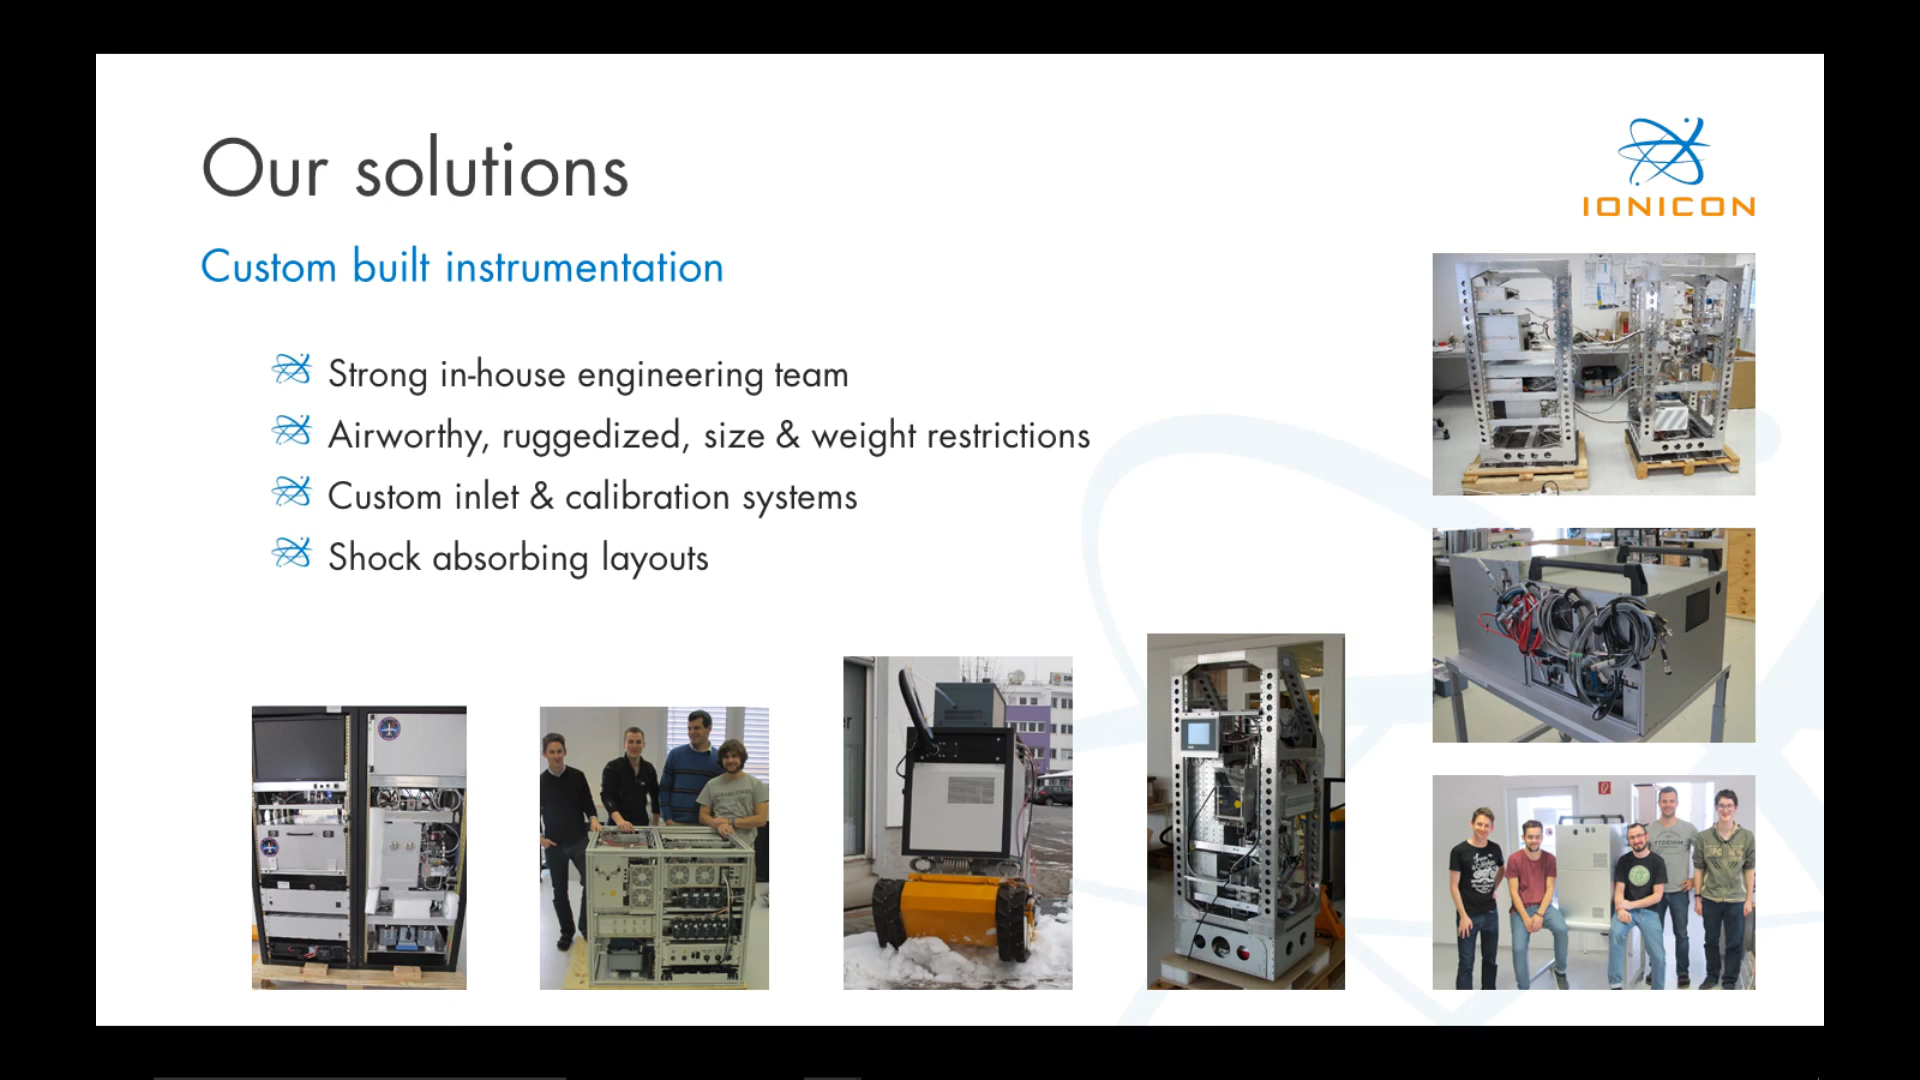 Our solutions
IONICON
Custom built instrumentation
Strong in-house engineering team
Airworthy, ruggedized, size & weight restrictions
Custom inlet & calibration systems
Shock absorbing layouts